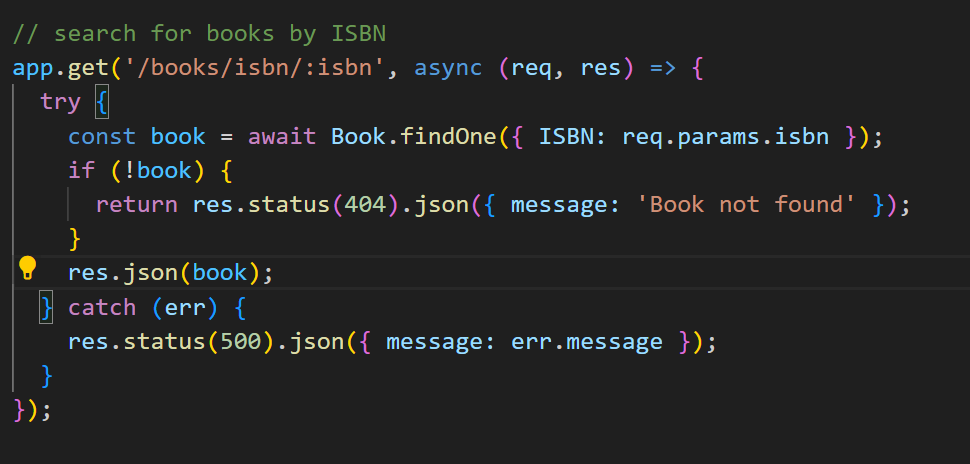 // search for books by ISBN
app.get('/books/isbn/:isbn', async (req, res) => {
  try {
    const book = await Book.findOne({ ISBN: req.params.isbn });
    if (!book) {
      return res.status(404).json({ message: 'Book not found' });
    }
    res.json(book);
  } catch (err) {
    res.status(500).json({ message: err.message });
  }
});